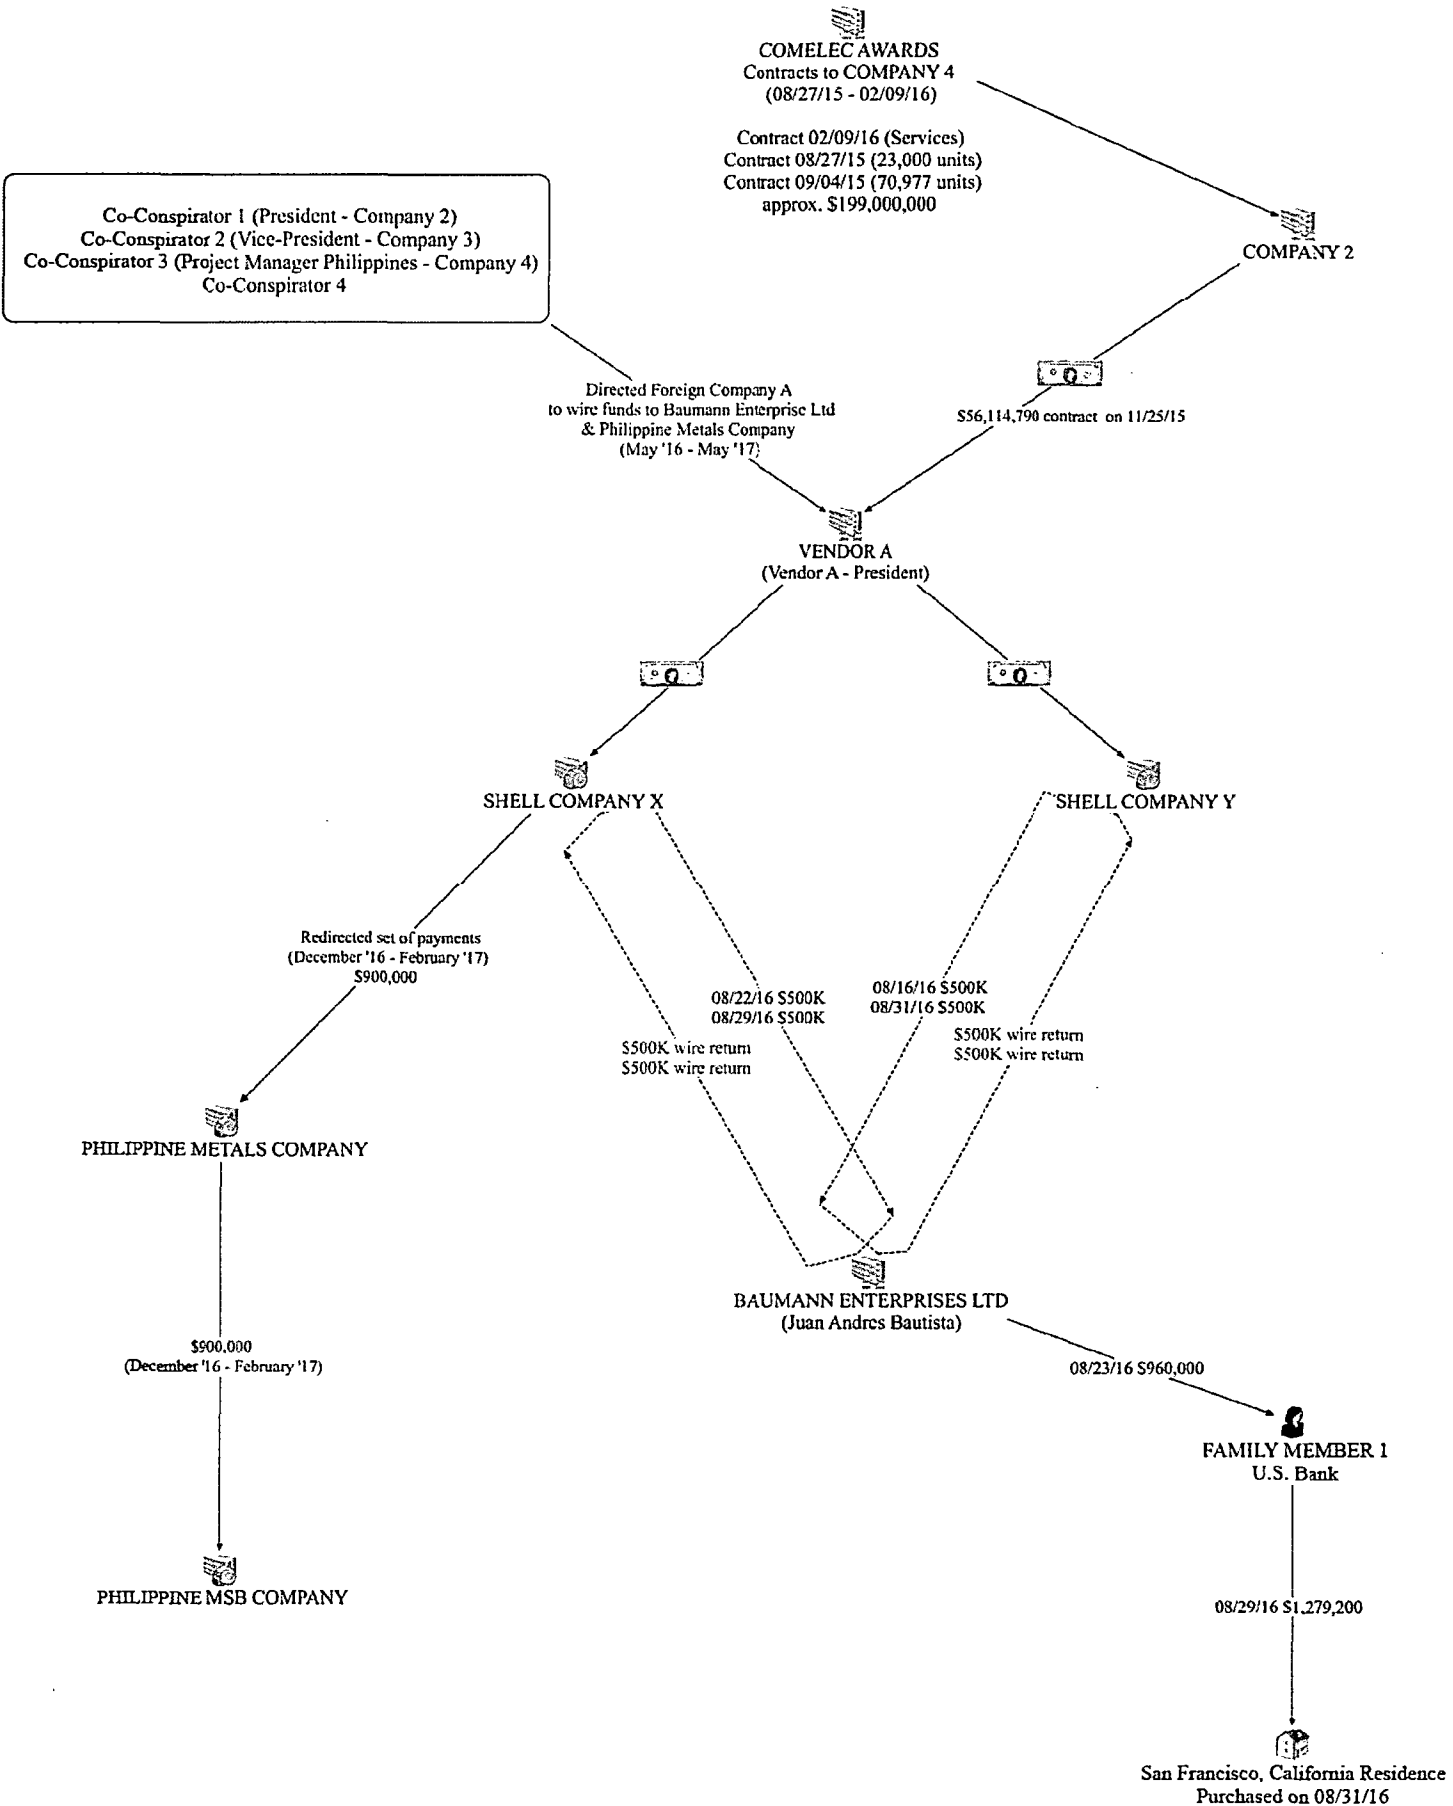 COMELEC AWARDS
Contracts to COMPANY 4
(08/27/15 - 02/09/16)
Contract 02/09/16 (Services)
Contract 08/27/15 (23,000 units)
Contract 09/04/15 (70,977 units)
approx. $199,000,000
Co-Conspirator 1 (President - Company 2)
Co-Conspirator 2 (Vice-President - Company 3)
Co-Conspirator 3 (Project Manager Philippines - Company 4)
Co-Conspirator 4
COMPANY 2
Directed Foreign Company A
to wire funds to Baumann Enterprise Ltd
& Philippine Metals Company
(May '16 - May '17)
$56,114,790 contract on 11/25/15
VENDOR A
(Vendor A - President)
SHELL COMPANY X
SHELL COMPANY Y
Redirected set of payments
(December '16 - February '17)
$900,000
08/22/16 $500K
08/29/16 $500K
08/16/16 $500K
08/31/16 $500K
$500K wire return
$500K wire return
$500K wire return
$500K wire return
PHILIPPINE METALS COMPANY
BAUMANN ENTERPRISES LTD
(Juan Andres Bautista)
$900,000
(December '16 - February '17)
08/23/16 $960,000
FAMILY MEMBER 1
U.S. Bank
PHILIPPINE MSB COMPANY
08/29/16 $1,279,200
San Francisco, California Residence
Purchased on 08/31/16